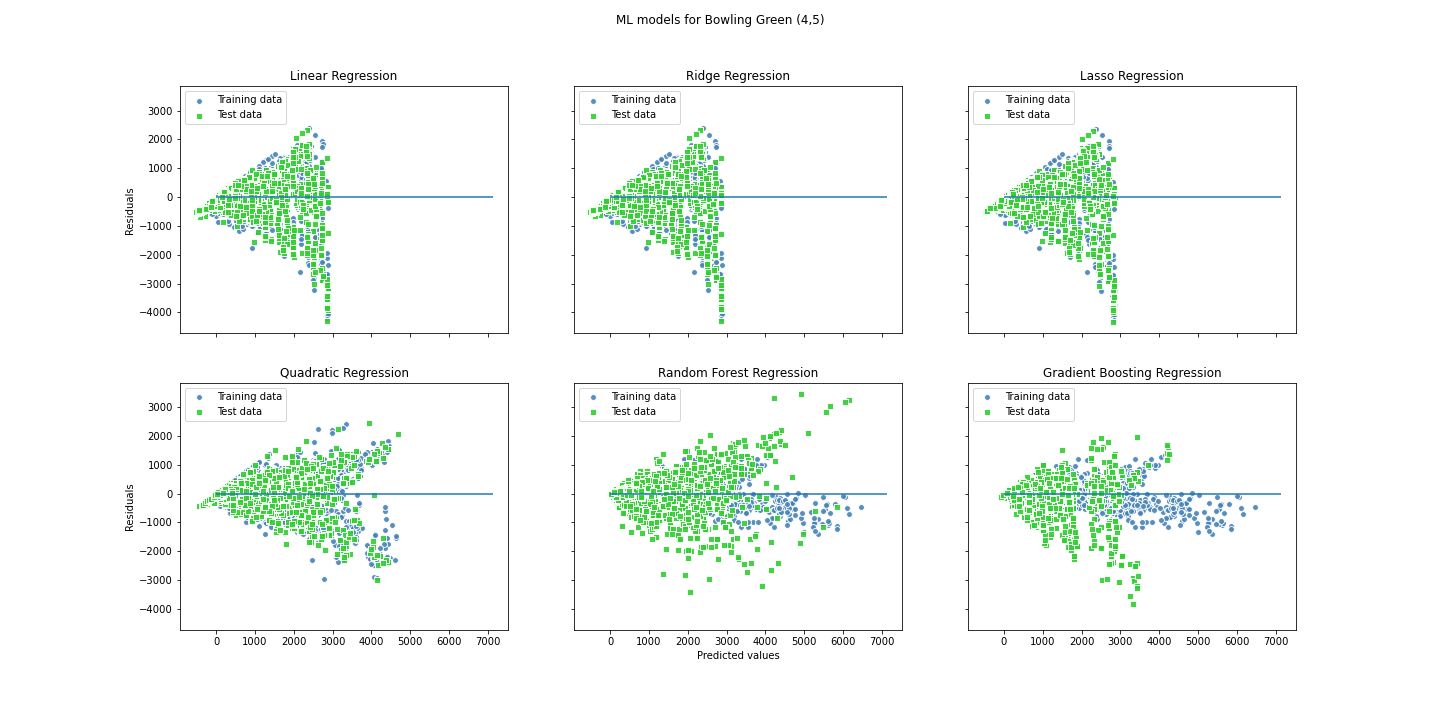 ML models for Bowling Green (4,5)
Linear Regression
Ridge Regression
Lasso Regression
Training data
Test data
Training data
Test data
Training data
Test data
3000
2000
1000
0
−1000
−2000
−3000
−4000
Residuals
Quadratic Regression
Random Forest Regression
Gradient Boosting Regression
Training data
Test data
Training data
Test data
Training data
Test data
3000
2000
1000
0
−1000
−2000
−3000
−4000
Residuals
0 1000 2000 3000 4000 5000 6000 7000
0 1000 2000 3000 4000 5000 6000 7000
0 1000 2000 3000 4000 5000 6000 7000
Predicted values